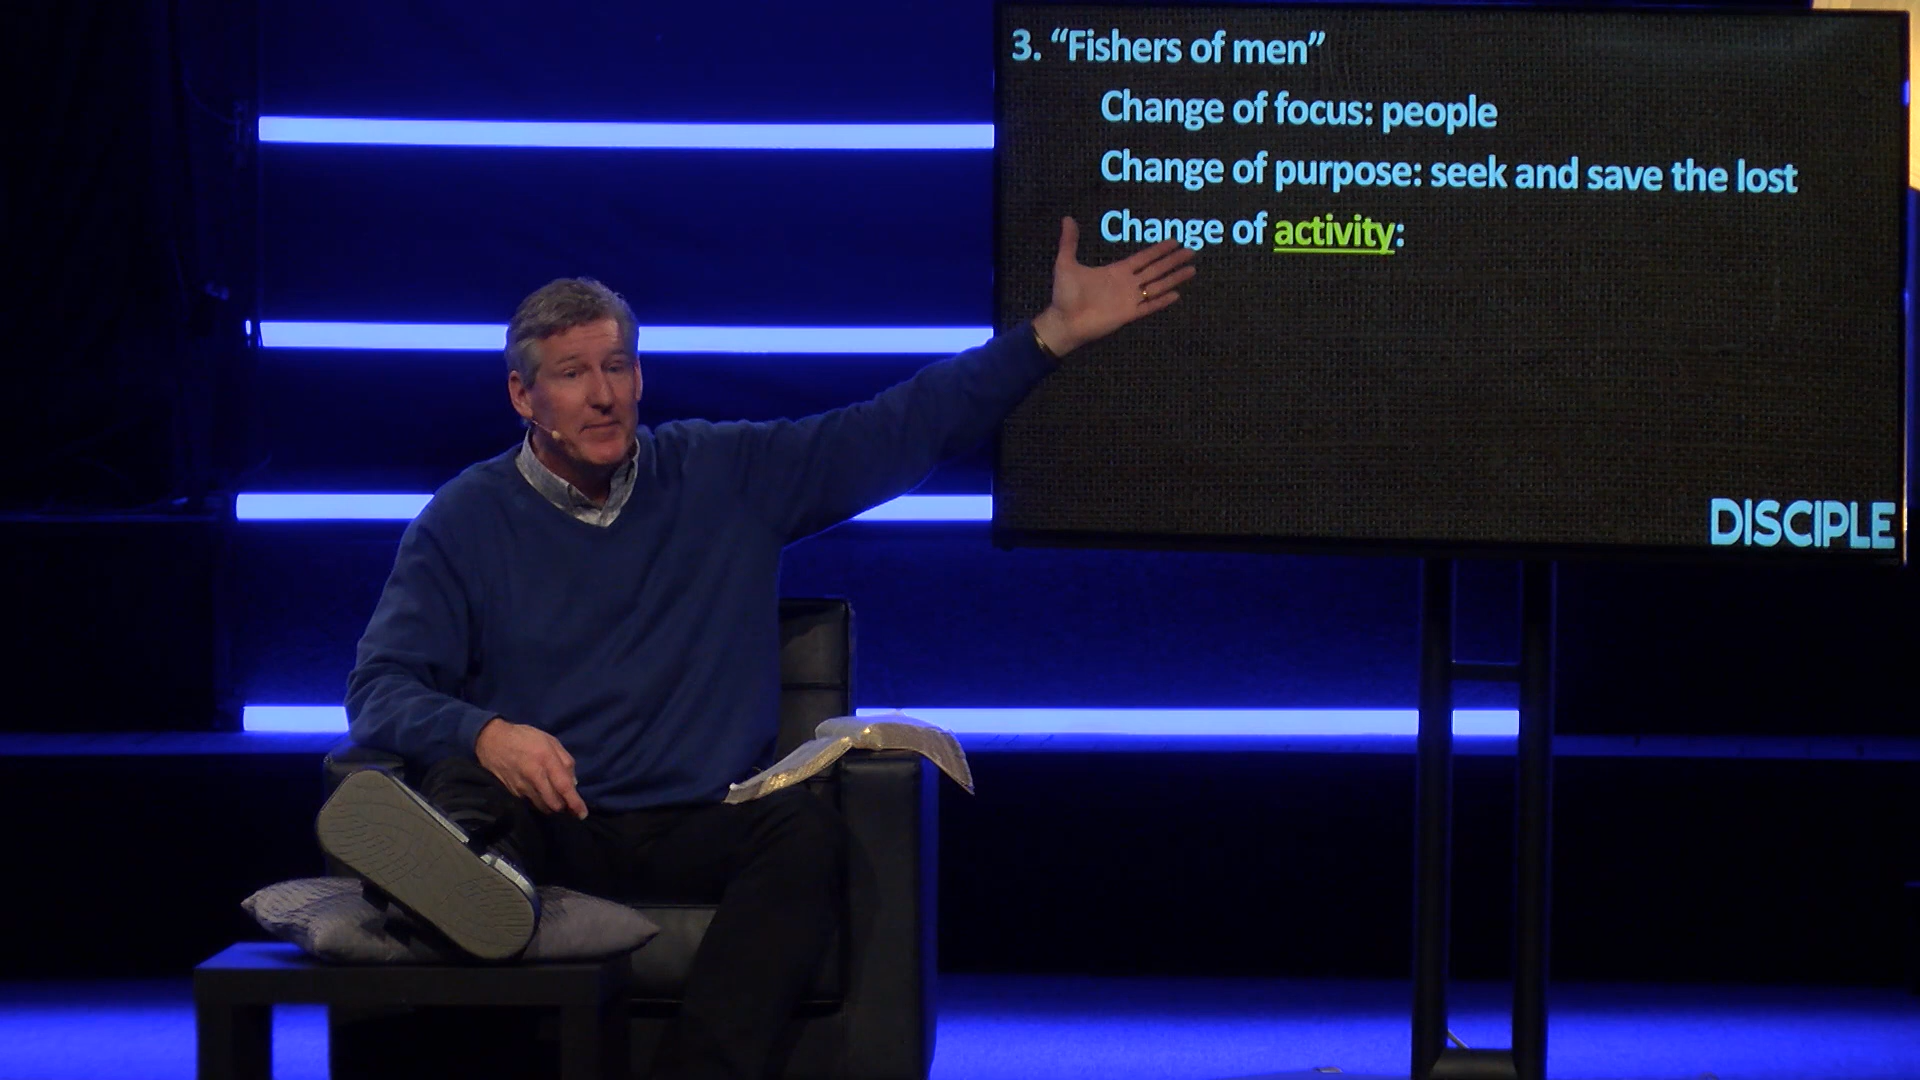 3. “Fishers of men”
Change of focus: people
Change of purpose: seek and save the lost
Change of activity:
DISCIPLE